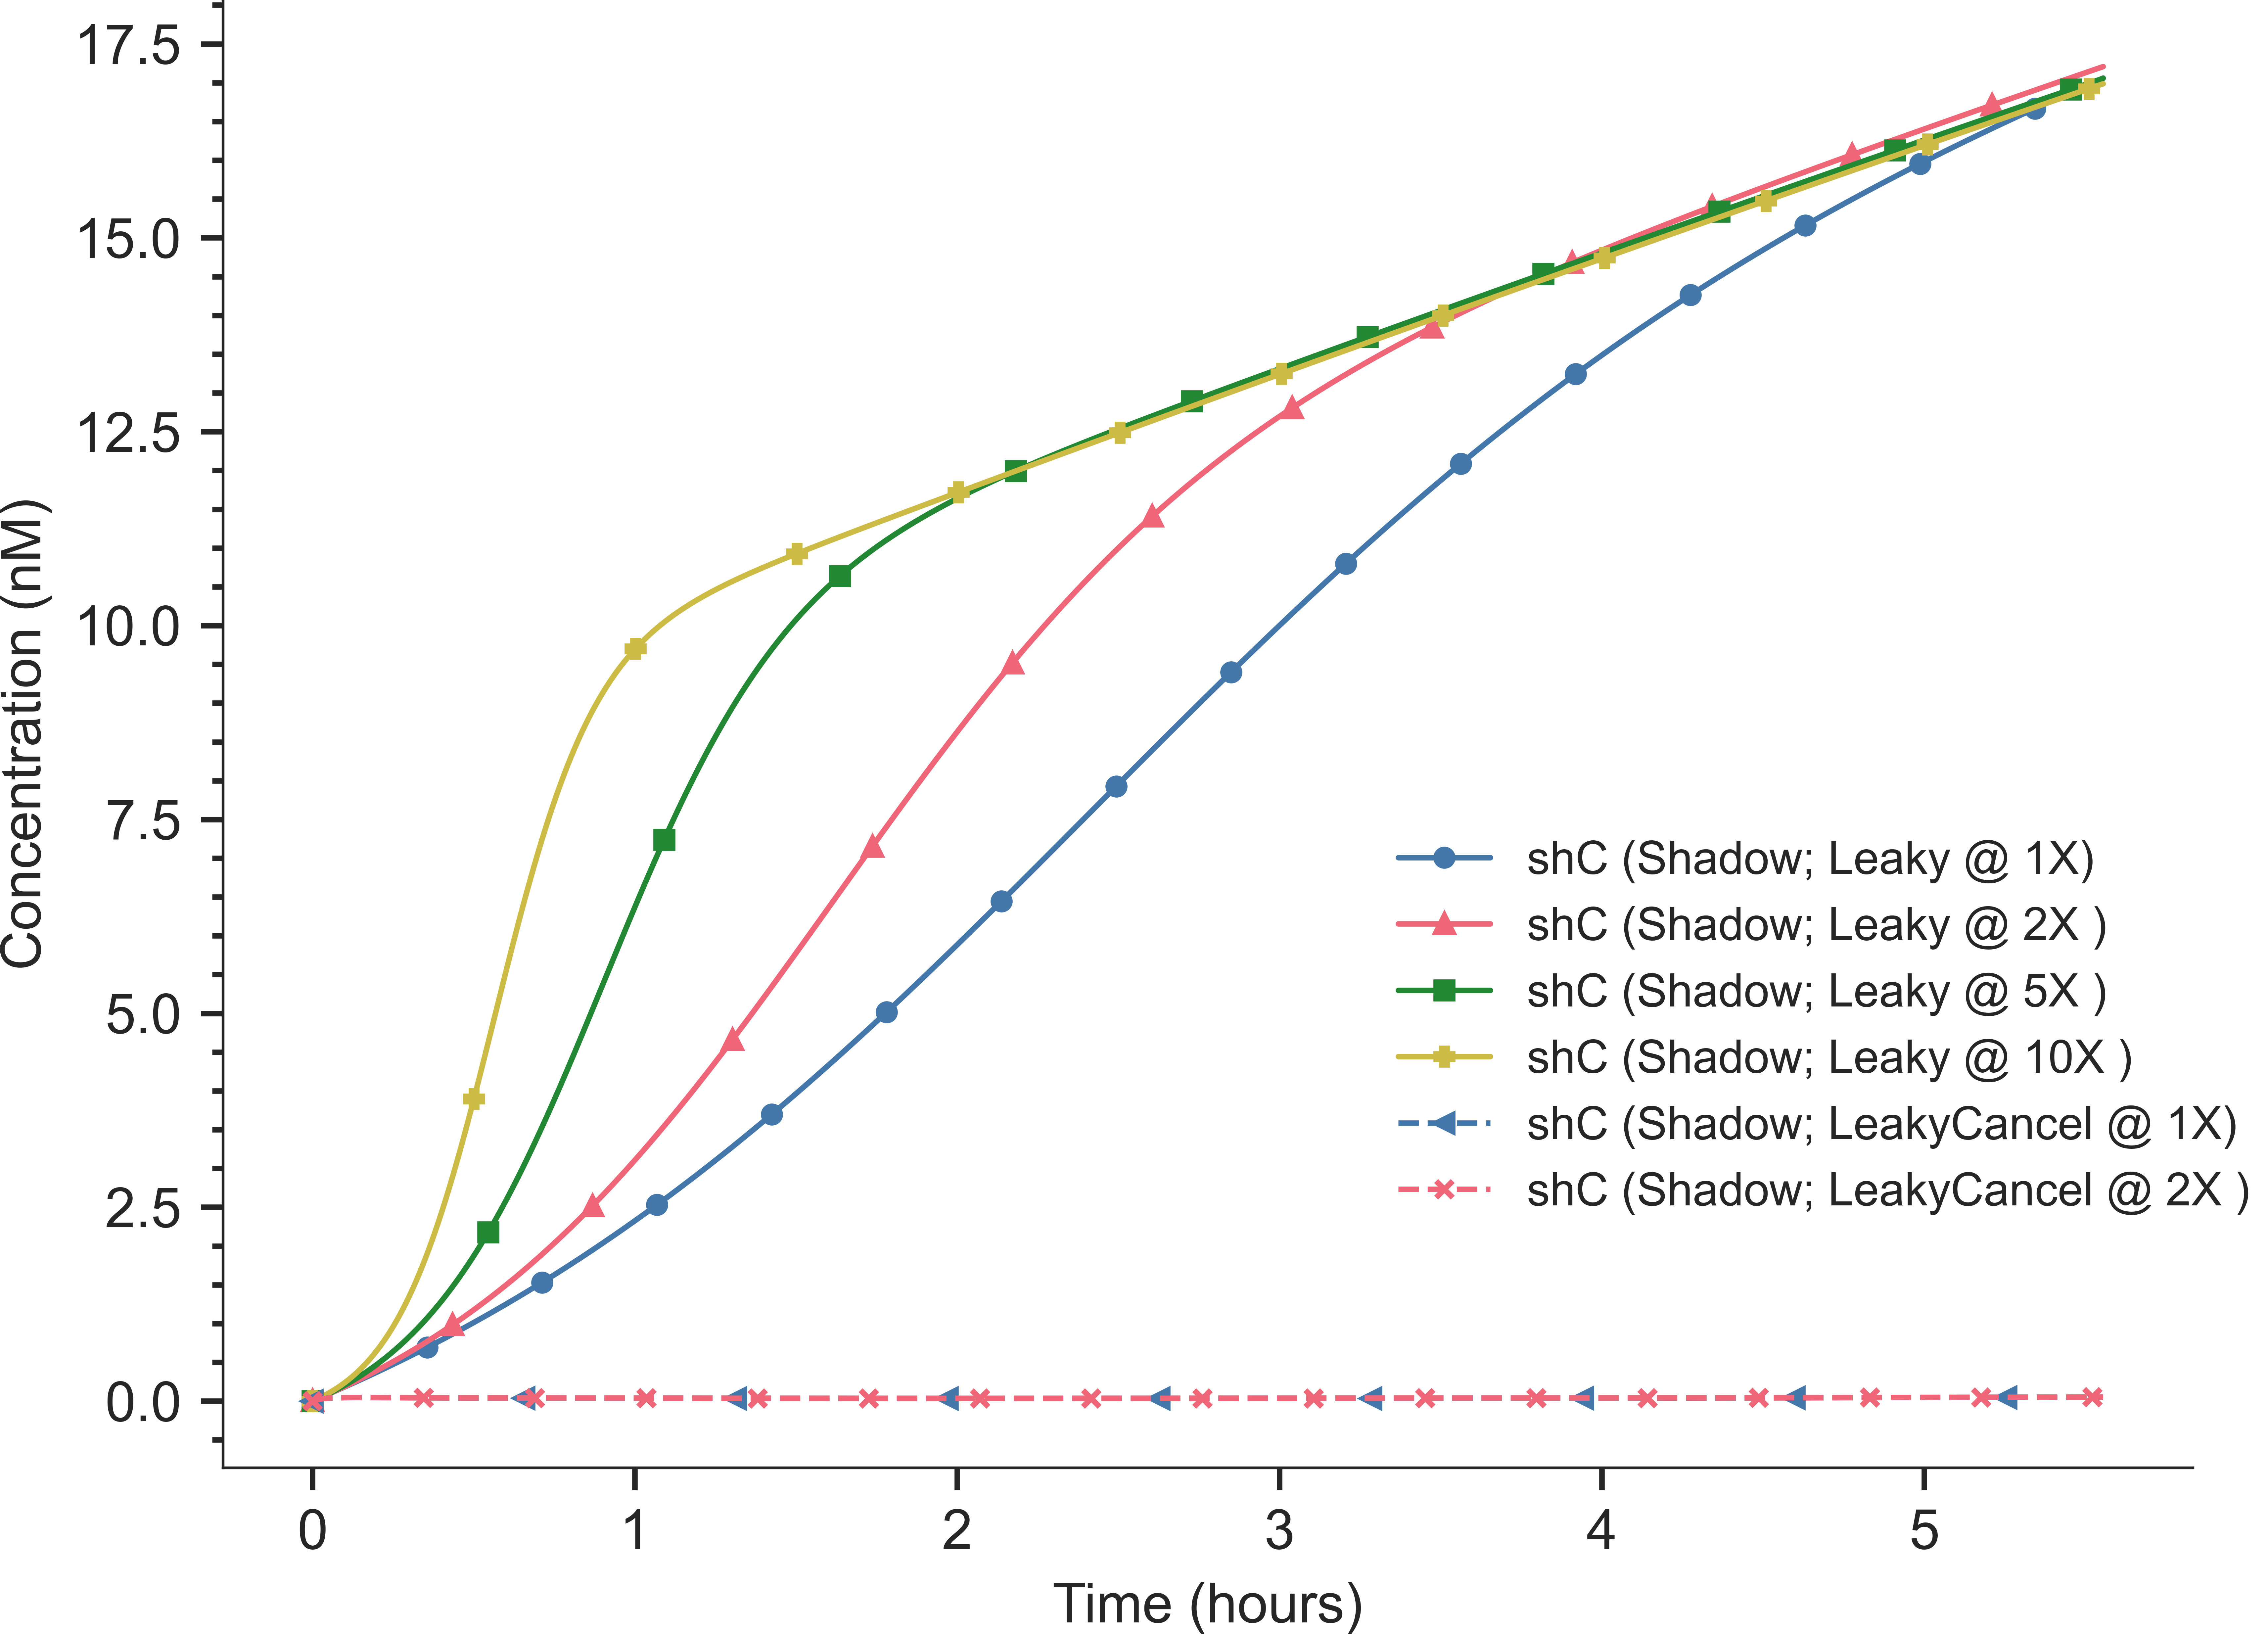 17.5
15.0
12.5
10.0
7.5
5.0
2.5
0.0
Concentration (nM)
shC (Shadow; Leaky @ 1X)
shC (Shadow; Leaky @ 2X )
shC (Shadow; Leaky @ 5X )
shC (Shadow; Leaky @ 10X )
shC (Shadow; LeakyCancel @ 1X)
shC (Shadow; LeakyCancel @ 2X )
0 1 2 3 4 5
Time (hours)